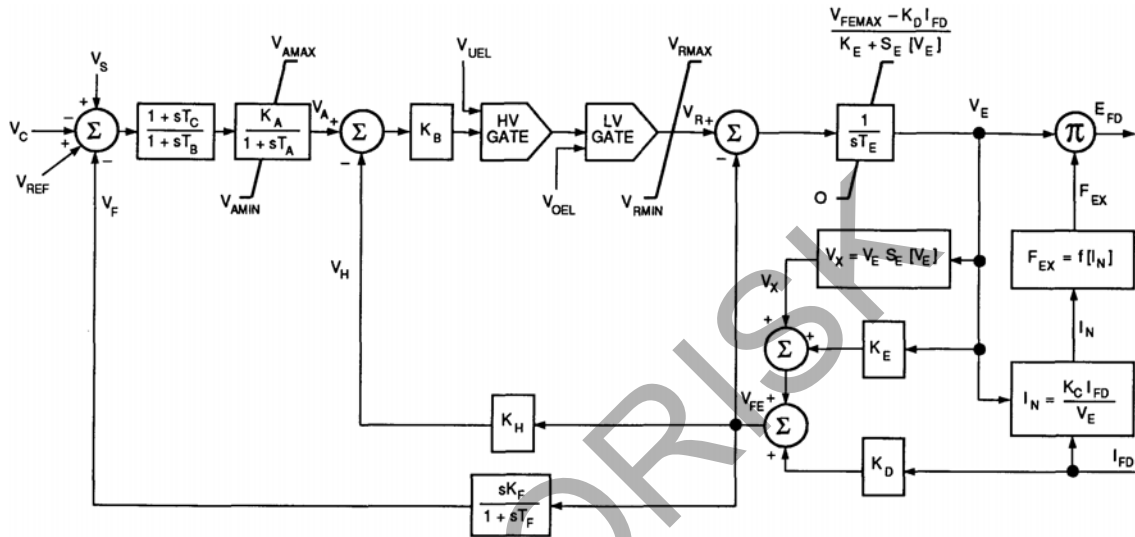 V_FEMAX – K_D I_FD
K_E + S_E [V_E]
V_S
V_AMAX
V_UEL
V_RMAX
V_E
+
–
V_C
+
Σ
–
V_REF
1 + sT_C
1 + sT_B
K_A
1 + sT_A
V_A
+
Σ
–
K_B
HV
GATE
LV
GATE
V_R
+
Σ
–
1
sT_E
π
E_FD
V_F
V_AMIN
V_OEL
V_RMIN
O
F_EX
V_H
V_X = V_E S_E [V_E]
F_EX = f [I_N]
V_X
+
+
Σ
K_E
I_N
V_FE
+
Σ
+
K_H
I_N = K_C I_FD
V_E
K_D
I_FD
sK_F
1 + sT_F
ORISK